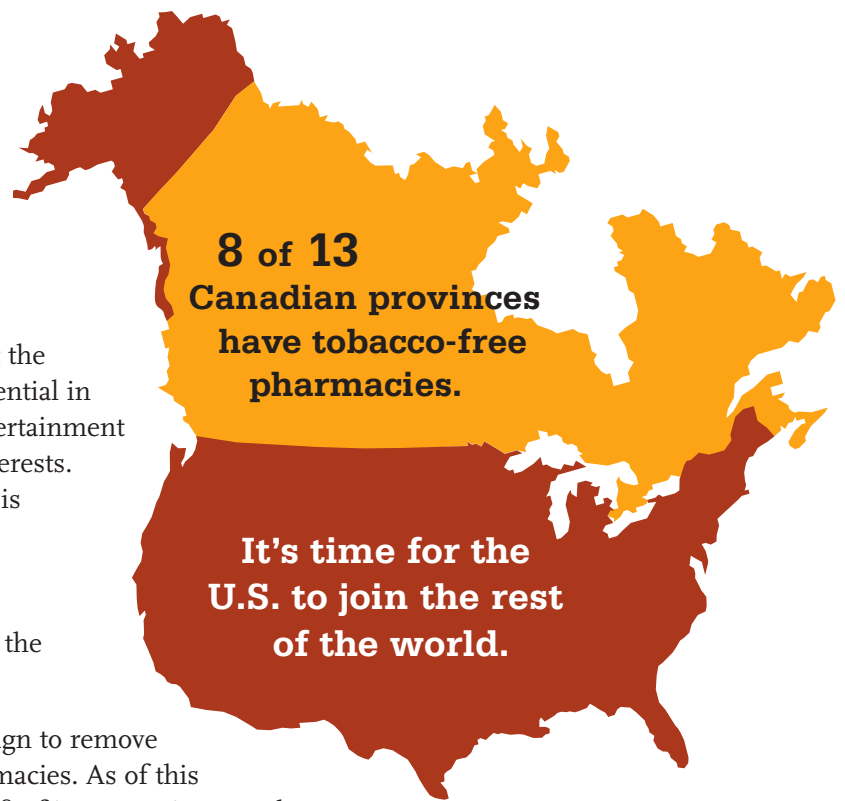 8 of 13
Canadian provinces
have tobacco-free
pharmacies.
It's time for the
U.S. to join the rest
of the world.
the
ential in
ertainment
erests.
is
the
ign to remove
macies. As of this